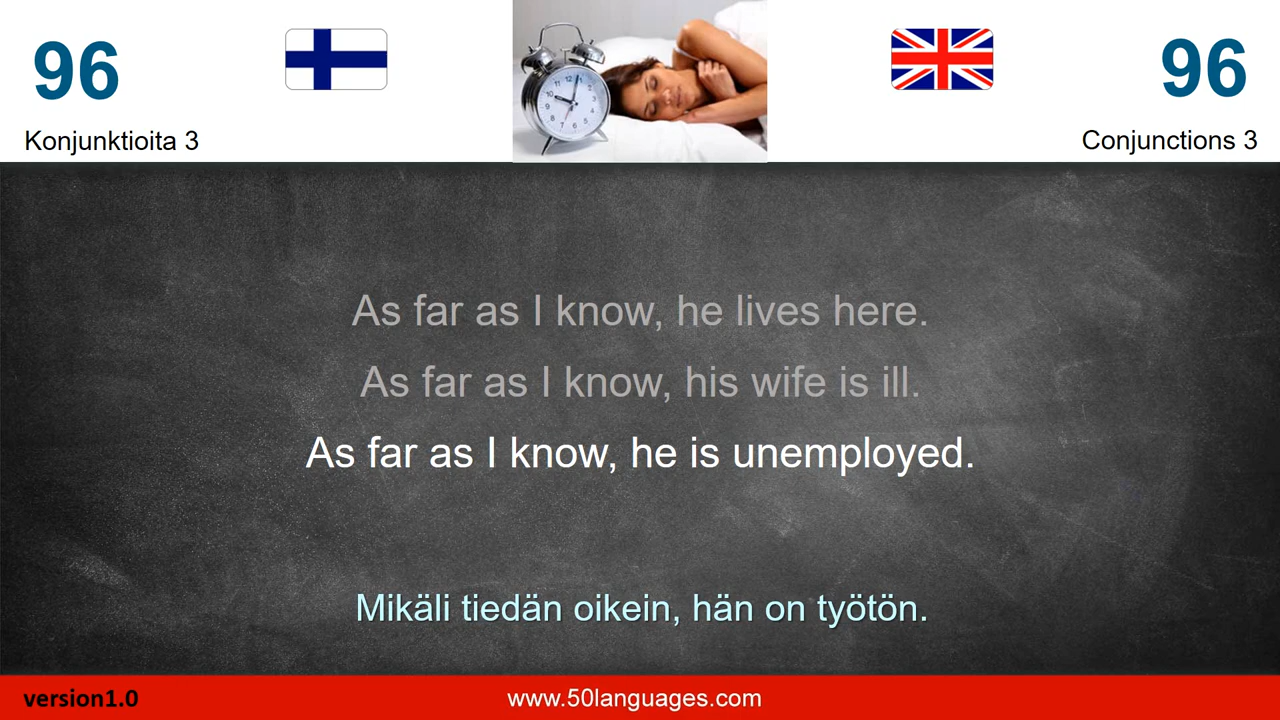 96
96
Konjunktioita 3
Conjunctions 3
As far as I know, he lives here.
As far as I know, his wife is ill.
As far as I know, he is unemployed.
Mikäli tiedän oikein, hän on työtön.
version1.0
www.50languages.com